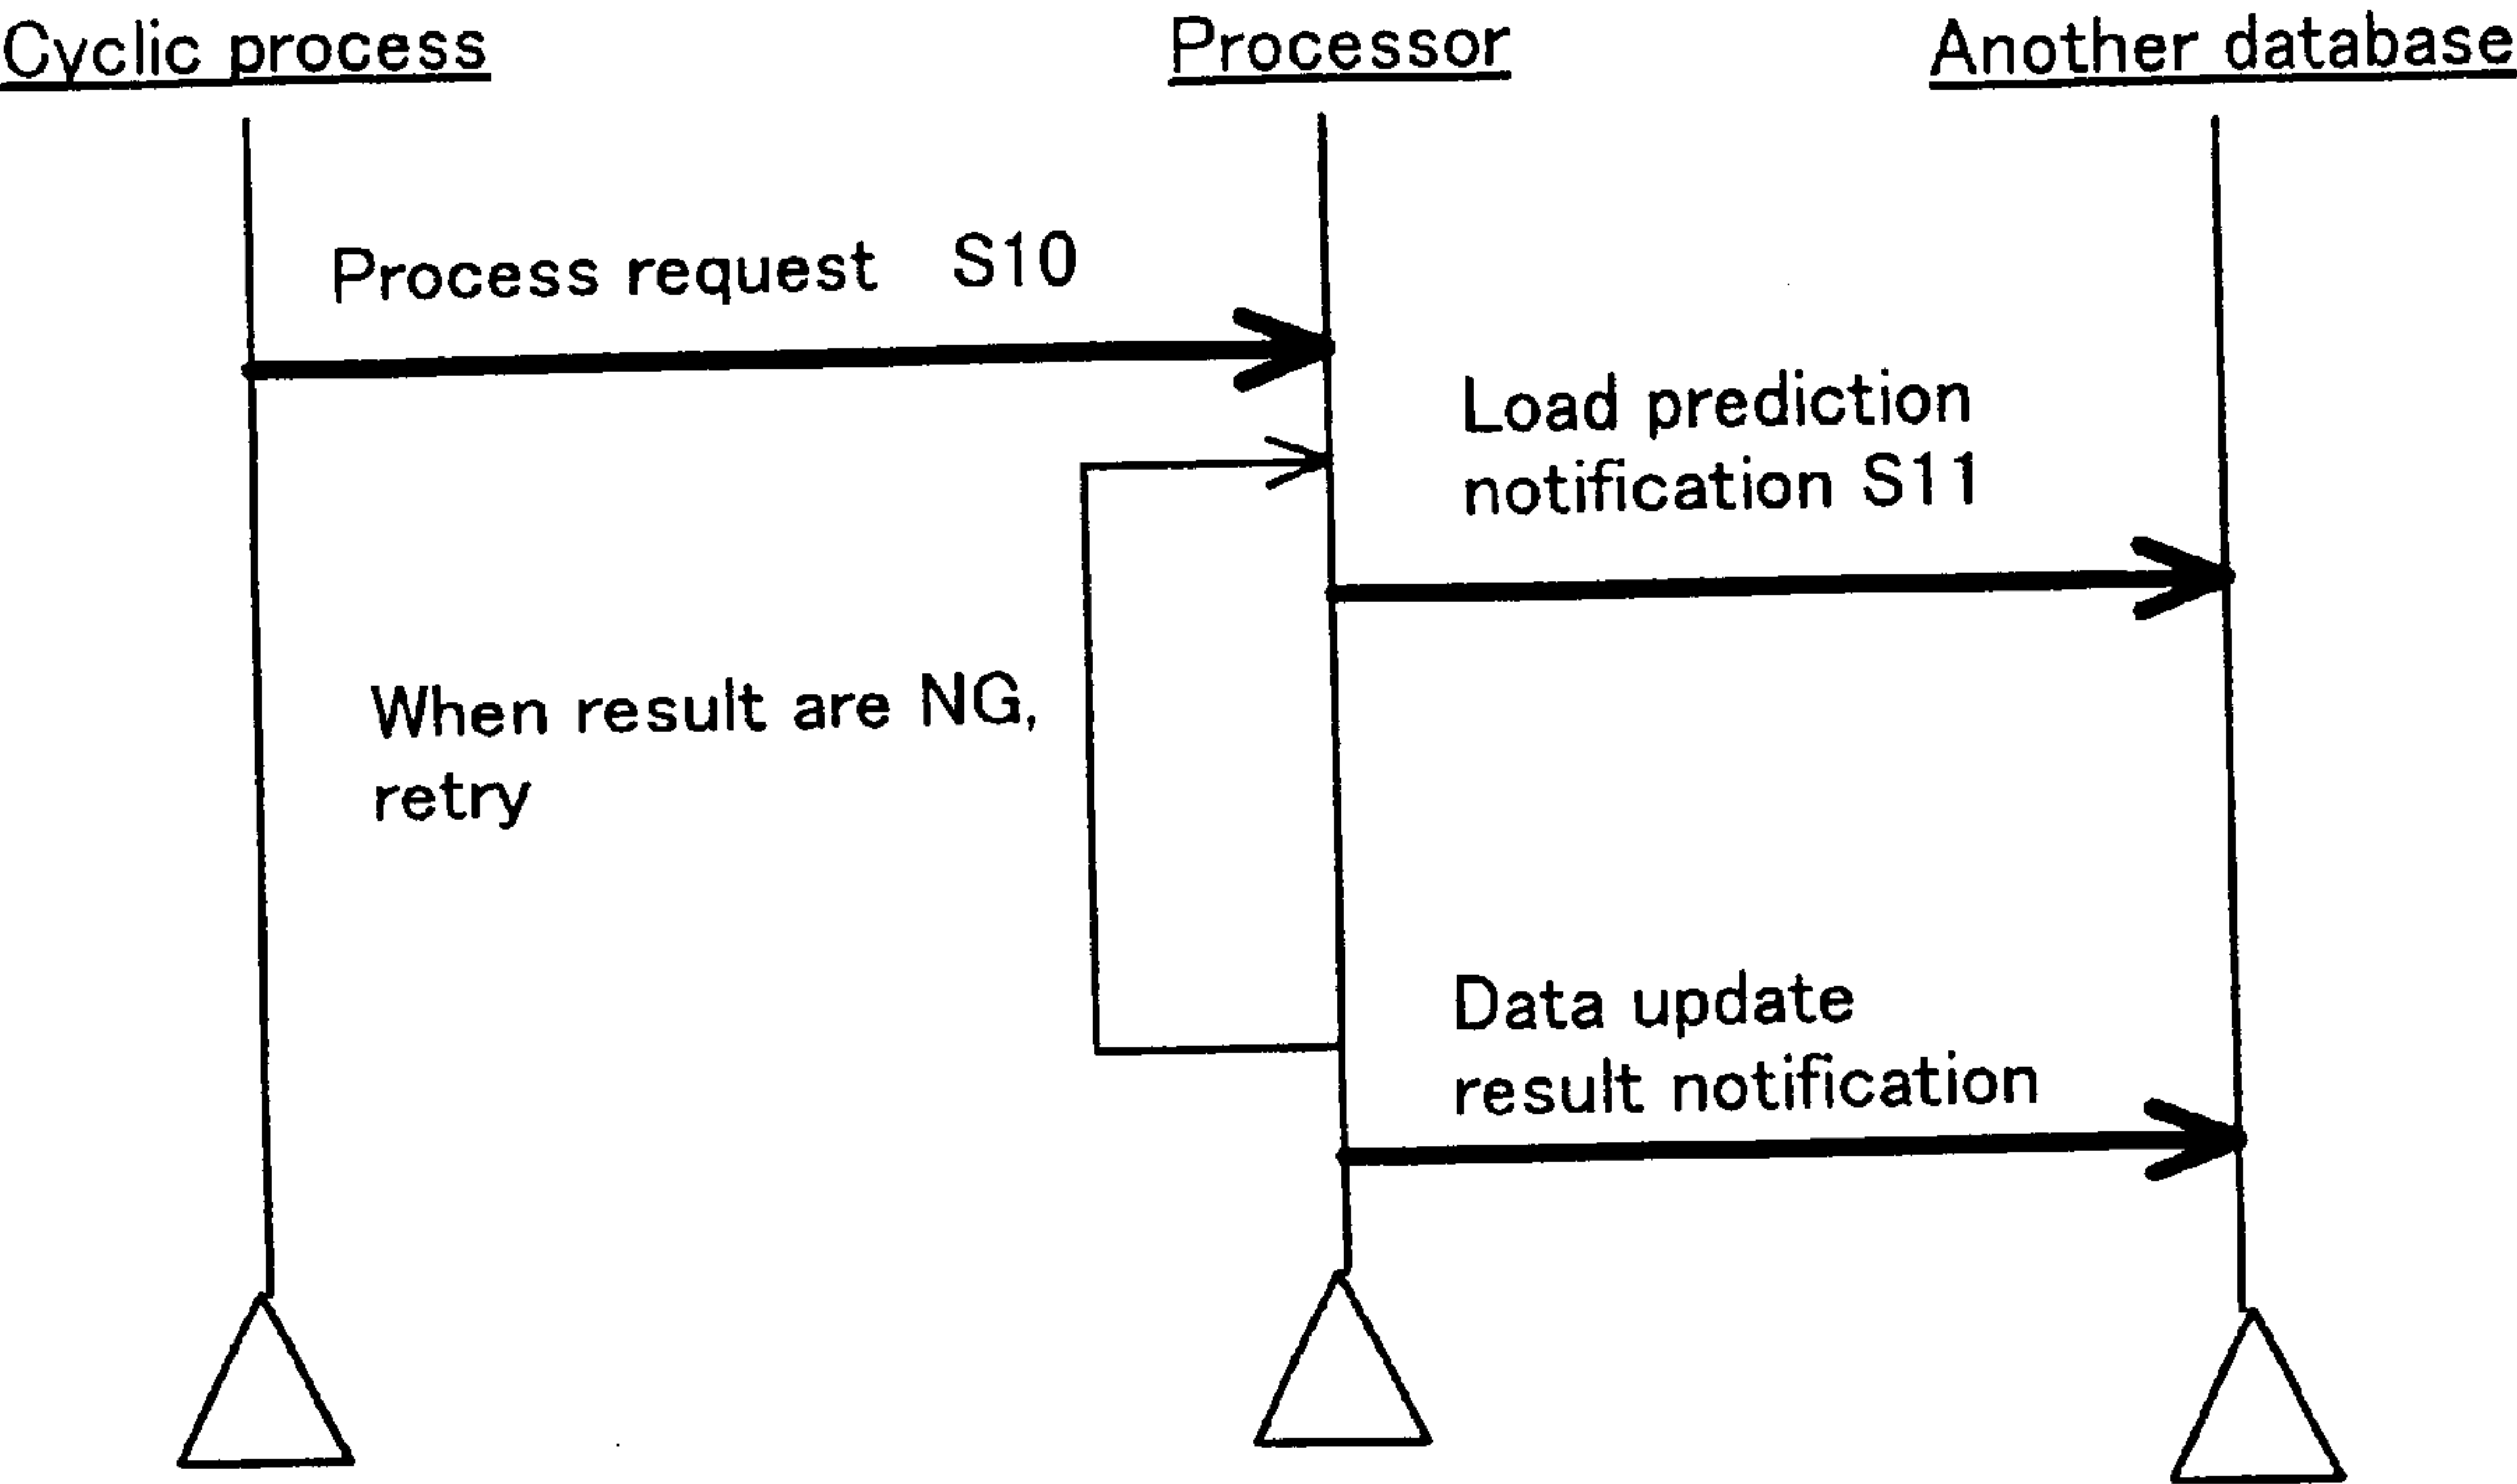 Cyclic process
Processor
Another database
Process request S10
Load prediction
notification S11
When result are NG,
retry
Data update
result notification